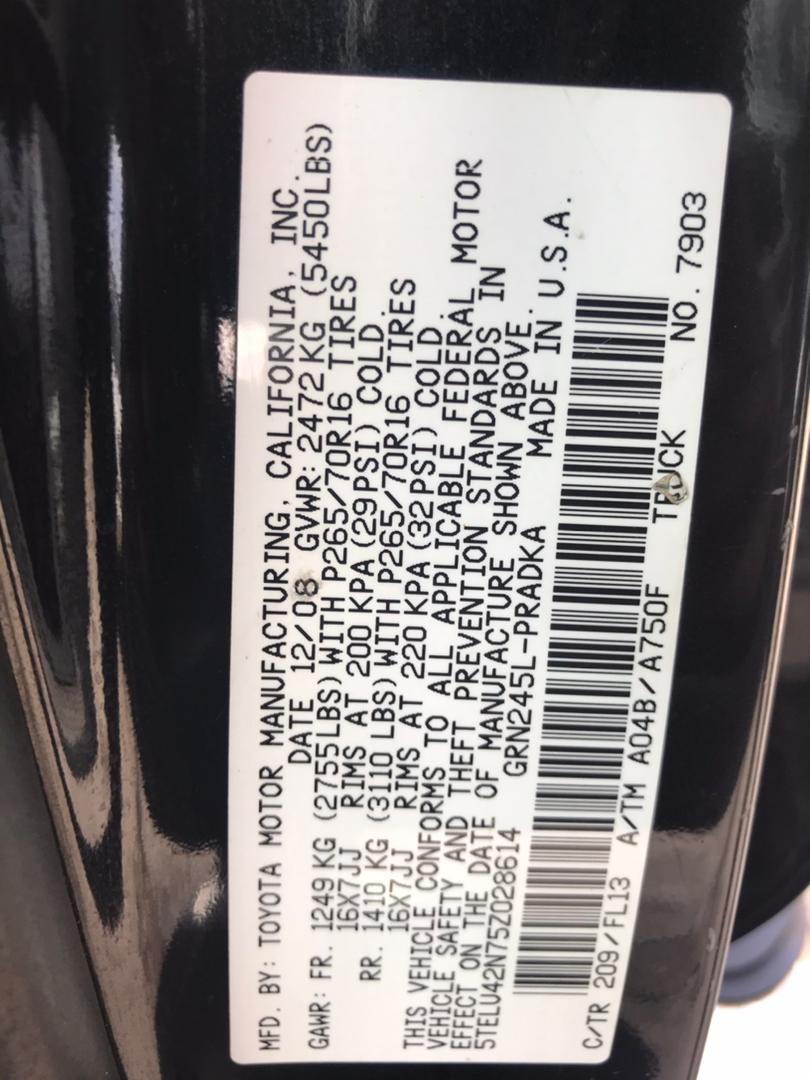 MFD. BY: TOYOTA MOTOR MANUFACTURING, CALIFORNIA, INC.
DATE 12/08 GVWR: 2472 KG (5450LBS)
GAWR: FR. 1249 KG (2755LBS) WITH P265/70R16 TIRES
16X7JJ RIMS AT 200 KPA (29PSI) COLD.
RR. 1410 KG (3110 LBS) WITH P265/70R16 TIRES
16X7JJ RIMS AT 220 KPA (32PSI) COLD.
THIS VEHICLE CONFORMS TO ALL APPLICABLE FEDERAL MOTOR
VEHICLE SAFETY AND THEFT PREVENTION STANDARDS IN
EFFECT ON THE DATE OF MANUFACTURE SHOWN ABOVE.
5TELU42N75Z028614 GRN245L-PRADKA MADE IN U.S.A.
C/TR 209/FL13 A/TM A04B/A750F TRUCK NO. 7903